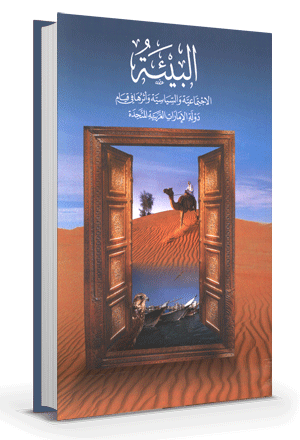 البيئة
الاجتماعية والسياسية وأثرها في قيام
دولة الإمارات العربية المتحدة